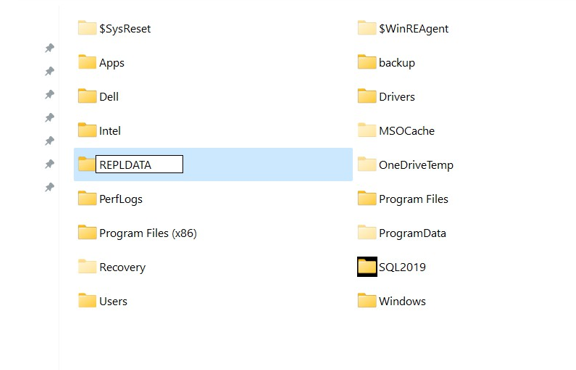 $SysReset $WinREAgent
Apps backup
Dell Drivers
Intel MSOCache
REPLDATA OneDriveTemp
PerfLogs Program Files
Program Files (x86) ProgramData
Recovery SQL2019
Users Windows